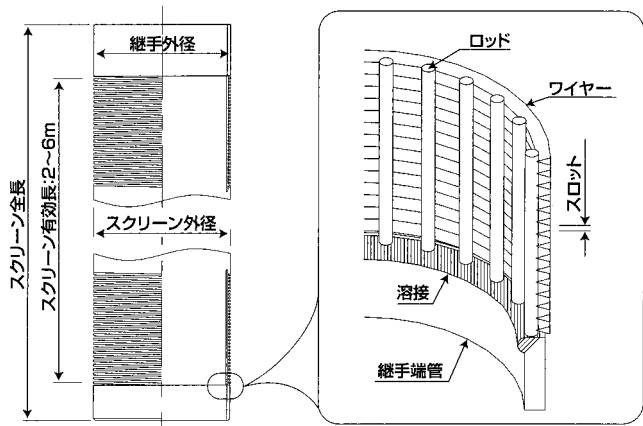 継手外径
スクリーン全長
スクリーン有効長:2~6m
スクリーン外径
ロッド
ワイヤー
スロット
溶接
継手端管